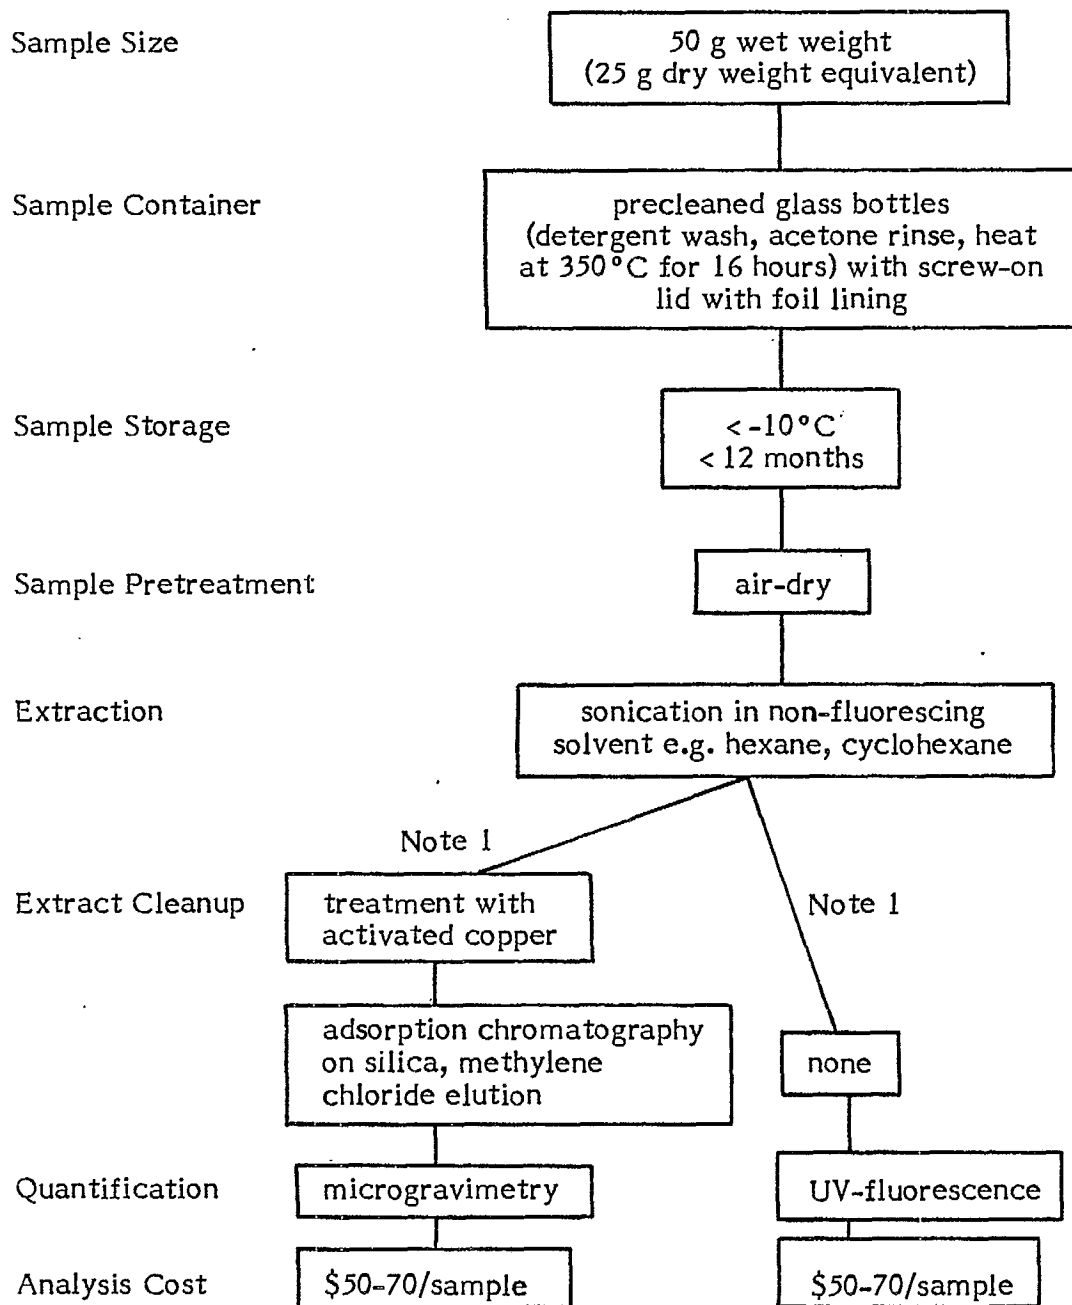 Sample Size
50 g wet weight
(25 g dry weight equivalent)
Sample Container
precleaned glass bottles
(detergent wash, acetone rinse, heat
at 350°C for 16 hours) with screw-on
lid with foil lining
Sample Storage
< -10°C
< 12 months
Sample Pretreatment
air-dry
Extraction
sonication in non-fluorescing
solvent e.g. hexane, cyclohexane
Note 1
Note 1
Extract Cleanup
treatment with
activated copper
adsorption chromatography
on silica, methylene
chloride elution
none
Quantification
microgravimetry
UV-fluorescence
Analysis Cost
$50-70/sample
$50-70/sample